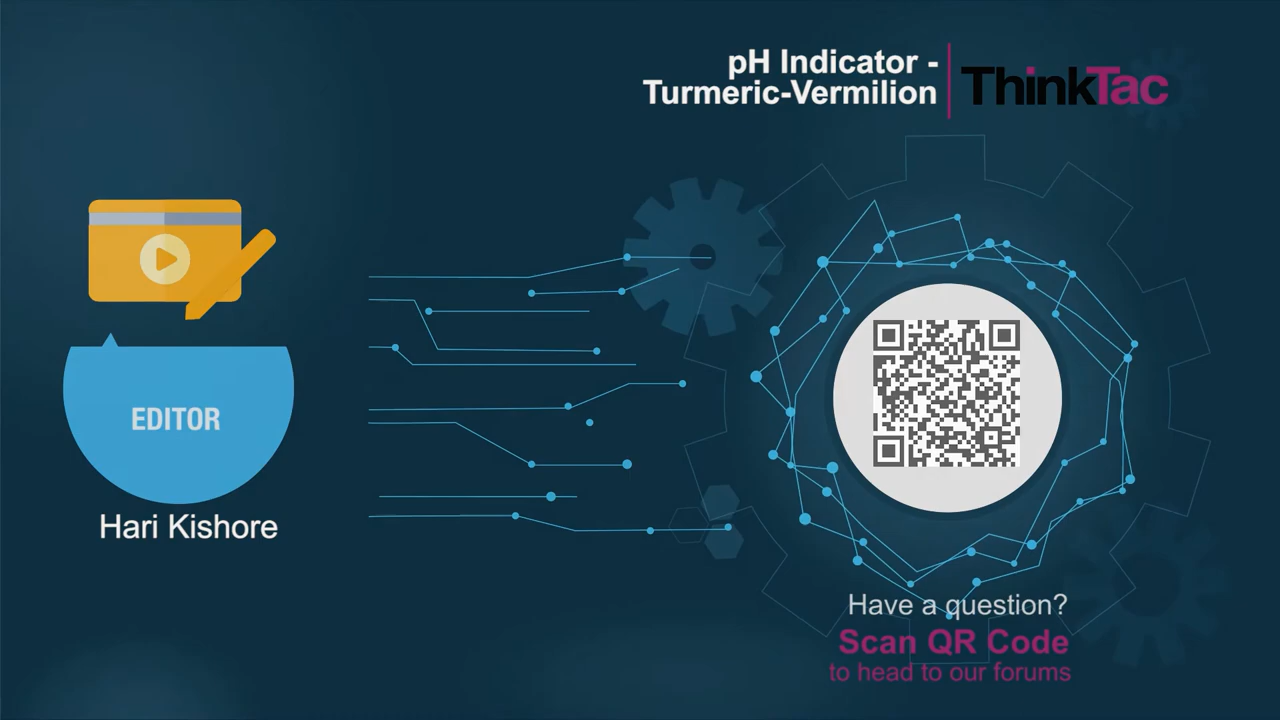 pH Indicator -
Turmeric-Vermilion
ThinkTac
EDITOR
Hari Kishore
Have a question?
Scan QR Code
to head to our forums